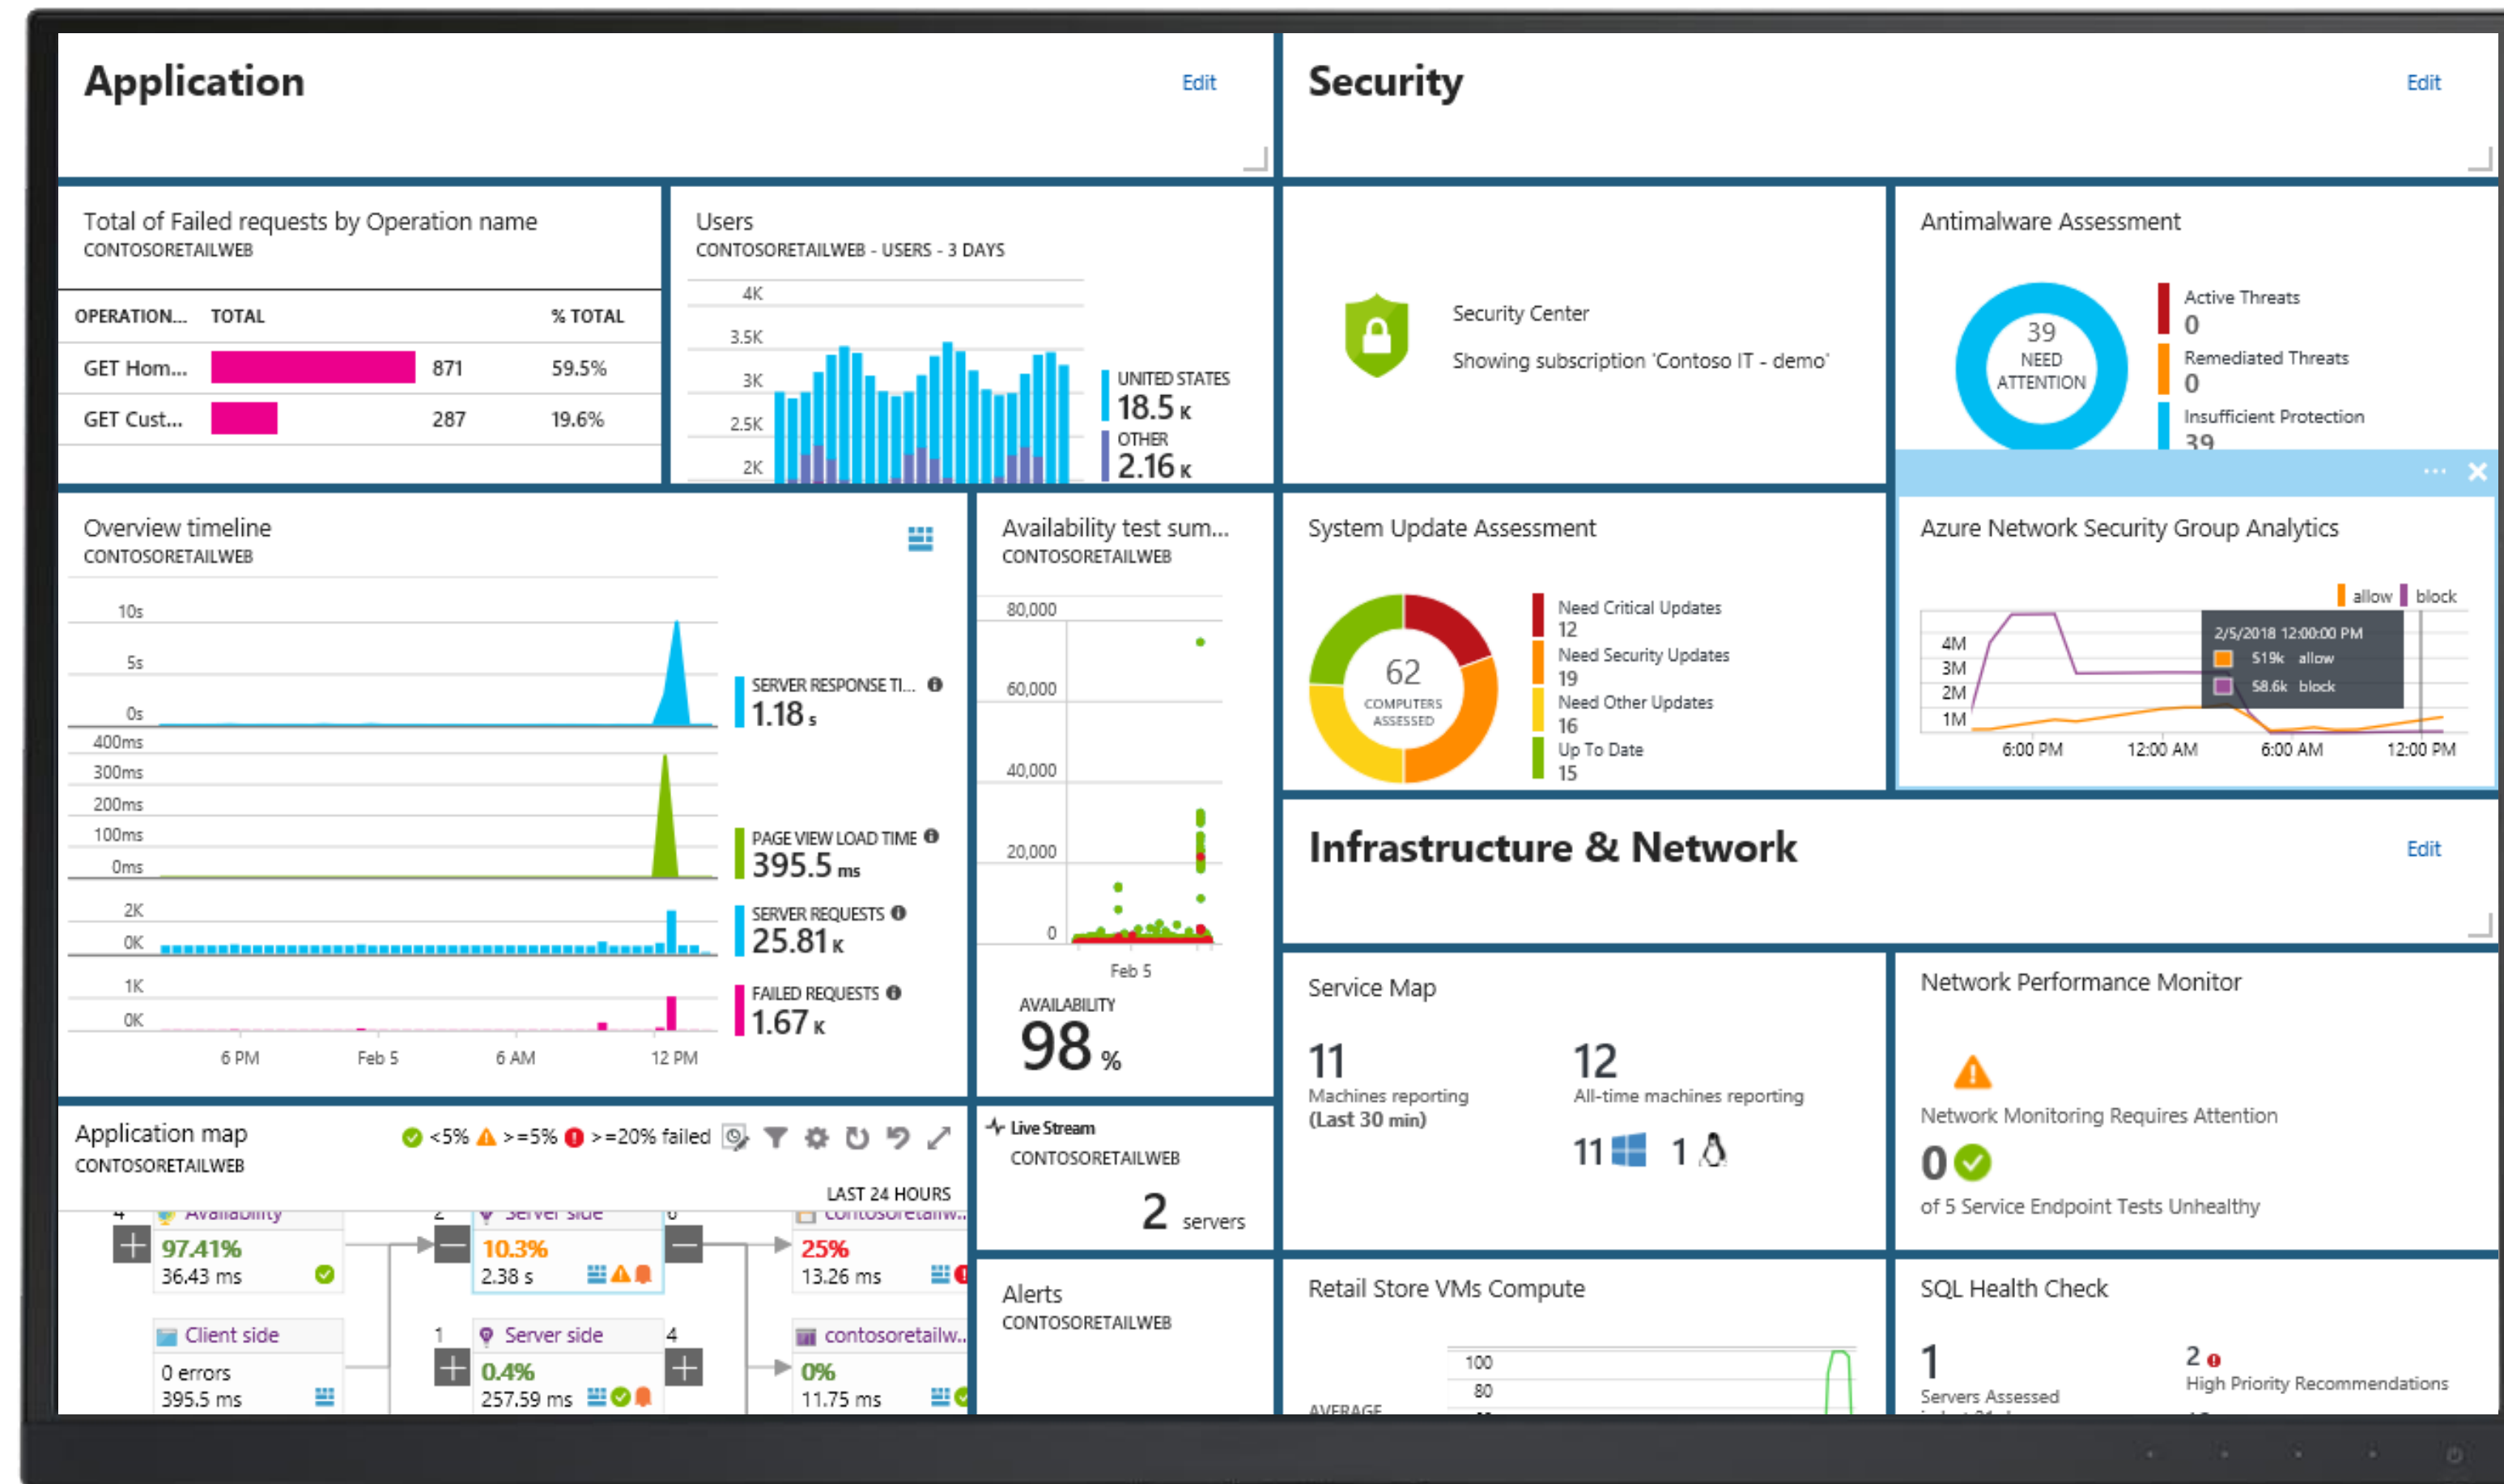 Application
Edit
Security
Edit
Total of Failed requests by Operation name
CONTOSORETAILWEB
OPERATION... TOTAL % TOTAL
GET Hom... 871 59.5%
GET Cust... 287 19.6%
Users
CONTOSORETAILWEB - USERS - 3 DAYS
4K
3.5K
3K
2.5K
2K
UNITED STATES
18.5 K
OTHER
2.16 K
Security Center
Showing subscription 'Contoso IT - demo'
Antimalware Assessment
39
NEED
ATTENTION
Active Threats
0
Remediated Threats
0
Insufficient Protection
39
Overview timeline
CONTOSORETAILWEB
10s
5s
0s
SERVER RESPONSE TI...
1.18 s
400ms
300ms
200ms
100ms
0ms
PAGE VIEW LOAD TIME
395.5 ms
2K
0K
SERVER REQUESTS
25.81 K
1K
0K
FAILED REQUESTS
1.67 K
6 PM Feb 5 6 AM 12 PM
Availability test sum...
CONTOSORETAILWEB
80,000
60,000
40,000
20,000
0
Feb 5
AVAILABILITY
98 %
System Update Assessment
62
COMPUTERS
ASSESSED
Need Critical Updates
12
Need Security Updates
19
Need Other Updates
16
Up To Date
15
Azure Network Security Group Analytics
allow block
4M
3M
2M
1M
2/5/2018 12:00:00 PM
519k allow
58.6k block
6:00 PM 12:00 AM 6:00 AM 12:00 PM
Infrastructure & Network
Edit
Service Map
11
Machines reporting
(Last 30 min)
12
All-time machines reporting
11 1
Network Performance Monitor
Network Monitoring Requires Attention
0
of 5 Service Endpoint Tests Unhealthy
Application map
CONTOSORETAILWEB
<5% >=5% >=20% failed
LAST 24 HOURS
4 Availability
97.41%
36.43 ms
2 Server side 6
10.3%
2.38 s
contosoretailw..
25%
13.26 ms
Client side
0 errors
395.5 ms
1 Server side 4
0.4%
257.59 ms
contosoretailw..
0%
11.75 ms
Live Stream
CONTOSORETAILWEB
2 servers
Alerts
CONTOSORETAILWEB
Retail Store VMs Compute
100
80
AVERAGE
SQL Health Check
1
Servers Assessed
2
High Priority Recommendations